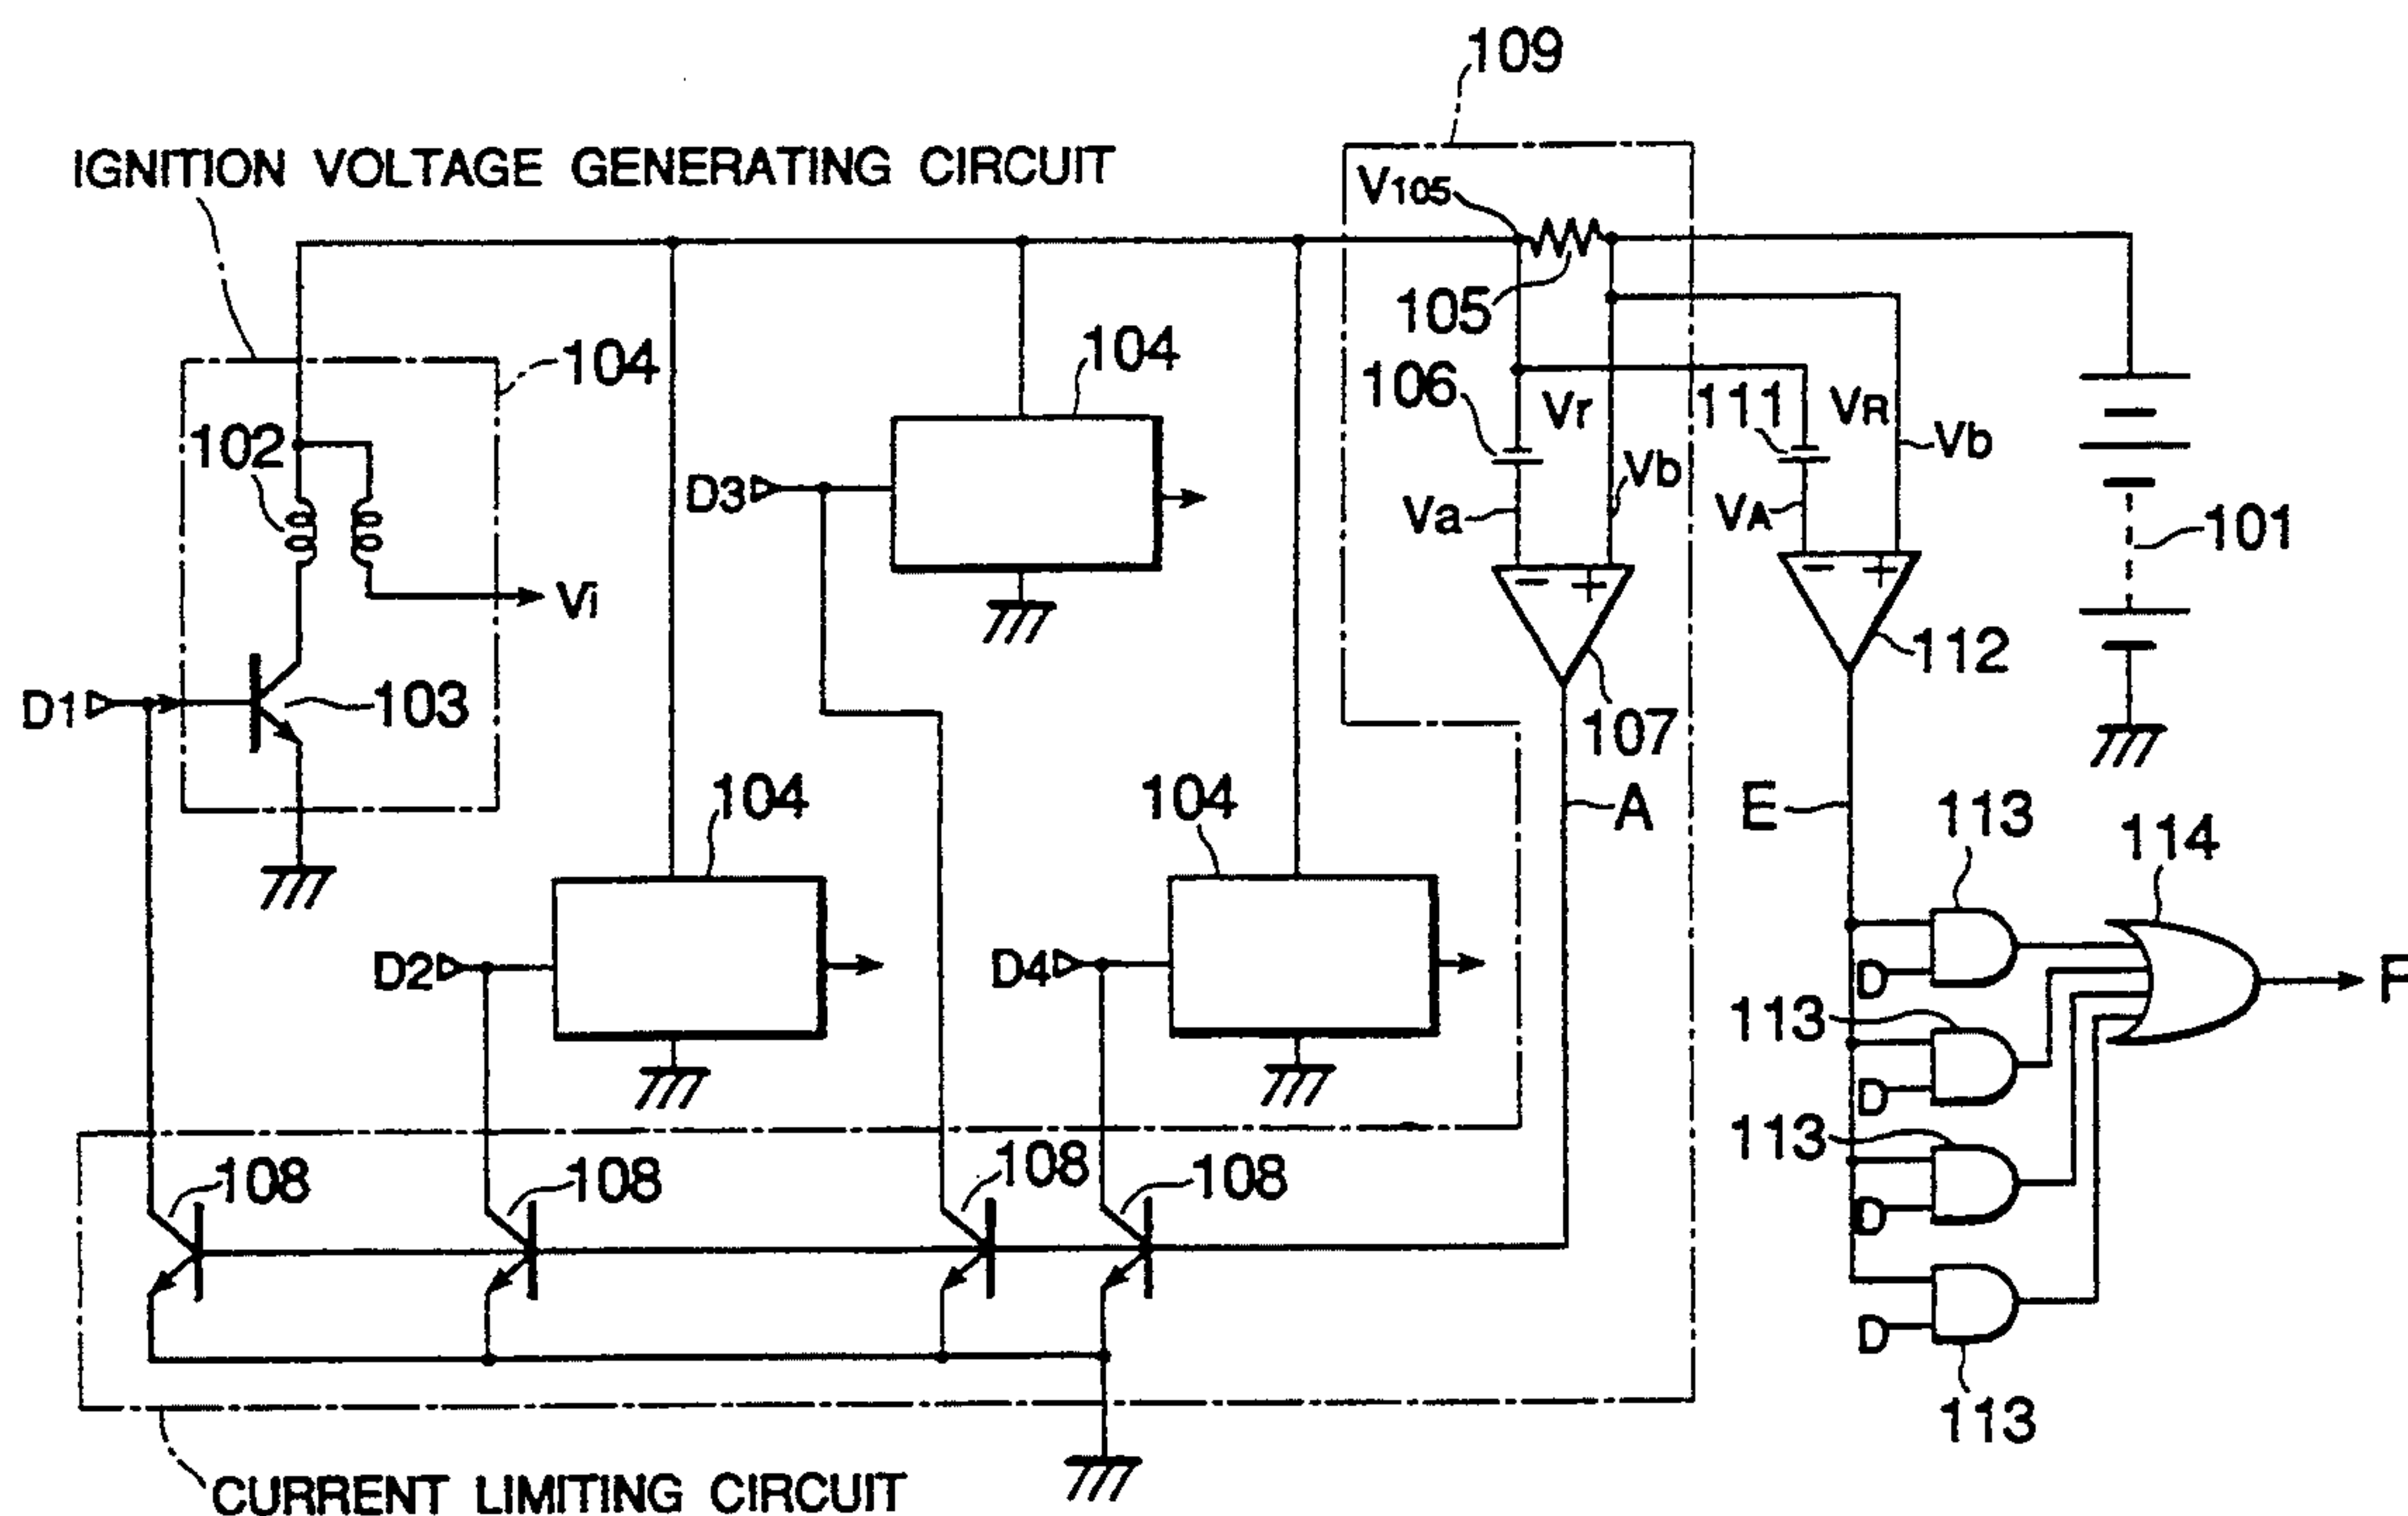 109
IGNITION VOLTAGE GENERATING CIRCUIT
V105
105
104
104
106
Vr
111
VR
Vb
102
D3
Vb
Va
VA
101
Vi
− +
− +
112
D1
103
107
104
104
A
E
113
114
D2
D4
D
F
113
D
113
108
108
108
108
D
D
113
CURRENT LIMITING CIRCUIT